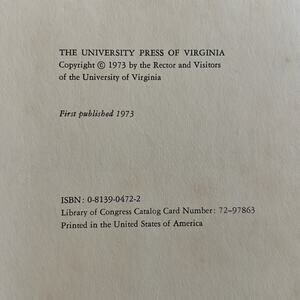 THE UNIVERSITY PRESS OF VIRGINIA
Copyright © 1973 by the Rector and Visitors
of the University of Virginia
First published 1973
ISBN: 0-8139-0472-2
Library of Congress Catalog Card Number: 72-97863
Printed in the United States of America